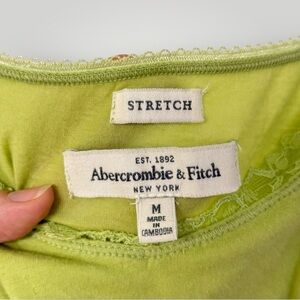 STRETCH
EST. 1892
Abercrombie & Fitch
NEW YORK
M
MADE
IN
CAMBODIA